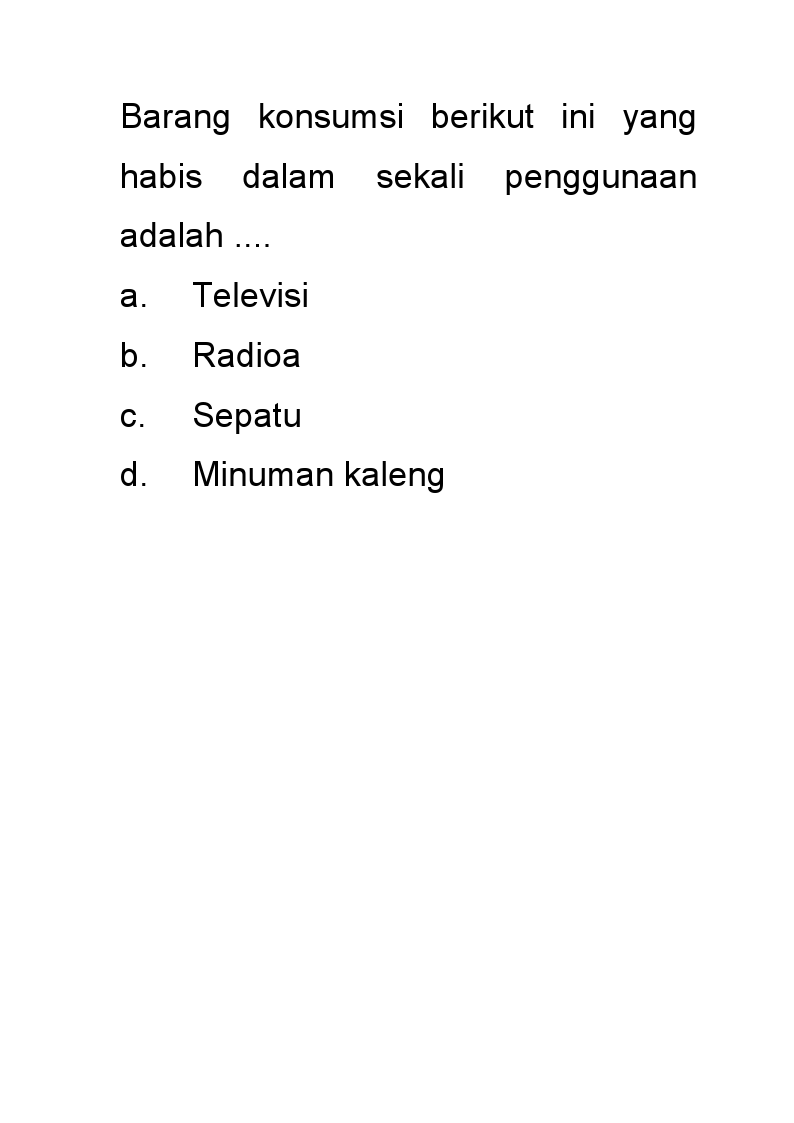 Barang konsumsi berikut ini yang
habis dalam sekali penggunaan
adalah ....
a. Televisi
b. Radioa
c. Sepatu
d. Minuman kaleng